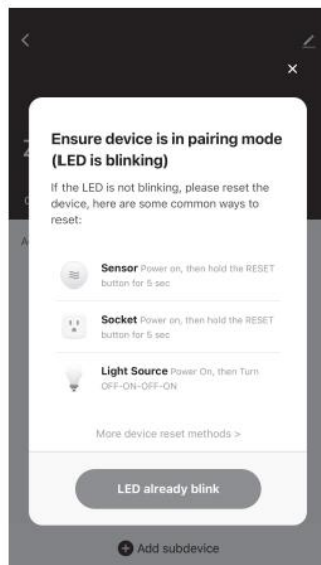 Ensure device is in pairing mode
(LED is blinking)
If the LED is not blinking, please reset the
device, here are some common ways to
reset:
Sensor Power on, then hold the RESET
button for 5 sec
Socket Power on, then hold the RESET
button for 5 sec
Light Source Power On, then Turn
OFF-ON-OFF-ON
More device reset methods >
LED already blink
Add subdevice